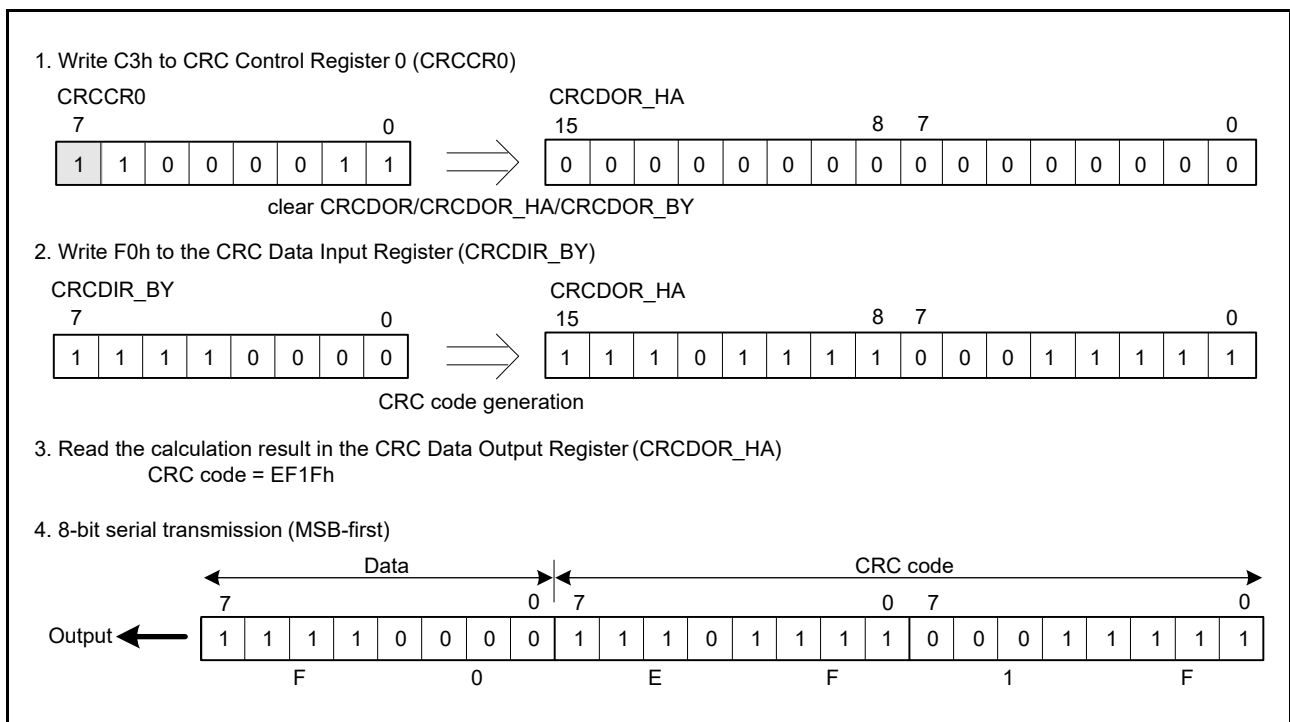 1. Write C3h to CRC Control Register 0 (CRCCR0)
CRCCR0 CRCDOR_HA
7 0 15 8 7 0
1 1 0 0 0 0 1 1 0 0 0 0 0 0 0 0 0 0 0 0 0 0 0 0
clear CRCDOR/CRCDOR_HA/CRCDOR_BY
2. Write F0h to the CRC Data Input Register (CRCDIR_BY)
CRCDIR_BY CRCDOR_HA
7 0 15 8 7 0
1 1 1 1 0 0 0 0 1 1 1 0 1 1 1 1 0 0 0 1 1 1 1 1
CRC code generation
3. Read the calculation result in the CRC Data Output Register (CRCDOR_HA)
CRC code = EF1Fh
4. 8-bit serial transmission (MSB-first)
Data CRC code
7 0 7 0 7 0
Output 1 1 1 1 0 0 0 0 1 1 1 0 1 1 1 1 0 0 0 1 1 1 1 1
F 0 E F 1 F